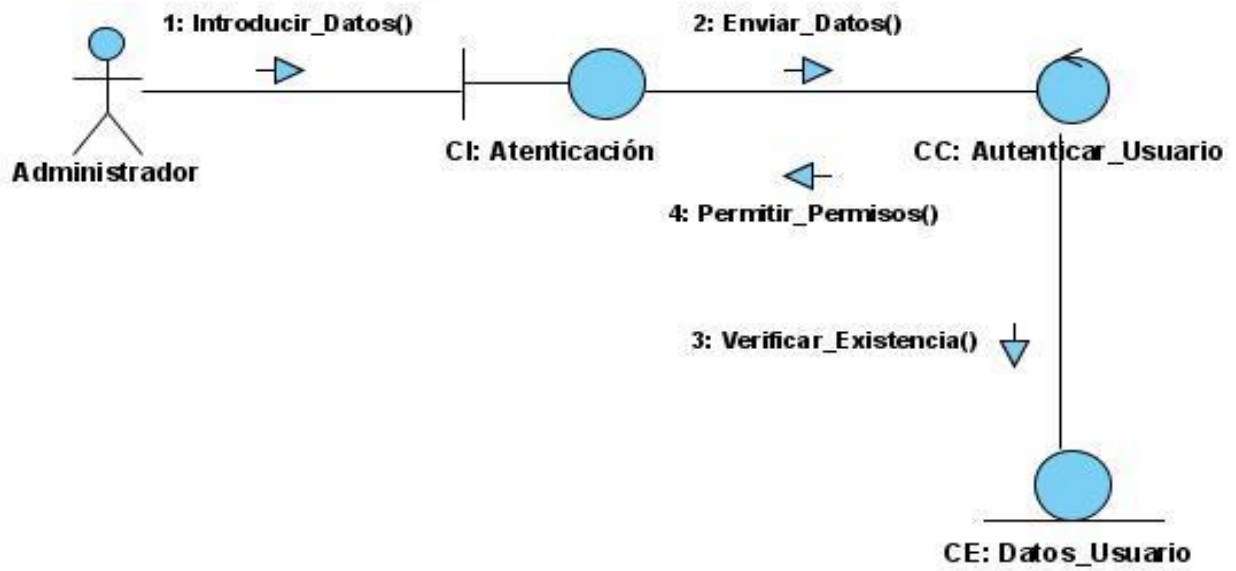 1: Introducir_Datos()
2: Enviar_Datos()
Administrador
CI: Atenticación
CC: Autenticar_Usuario
4: Permitir_Permisos()
3: Verificar_Existencia()
CE: Datos_Usuario